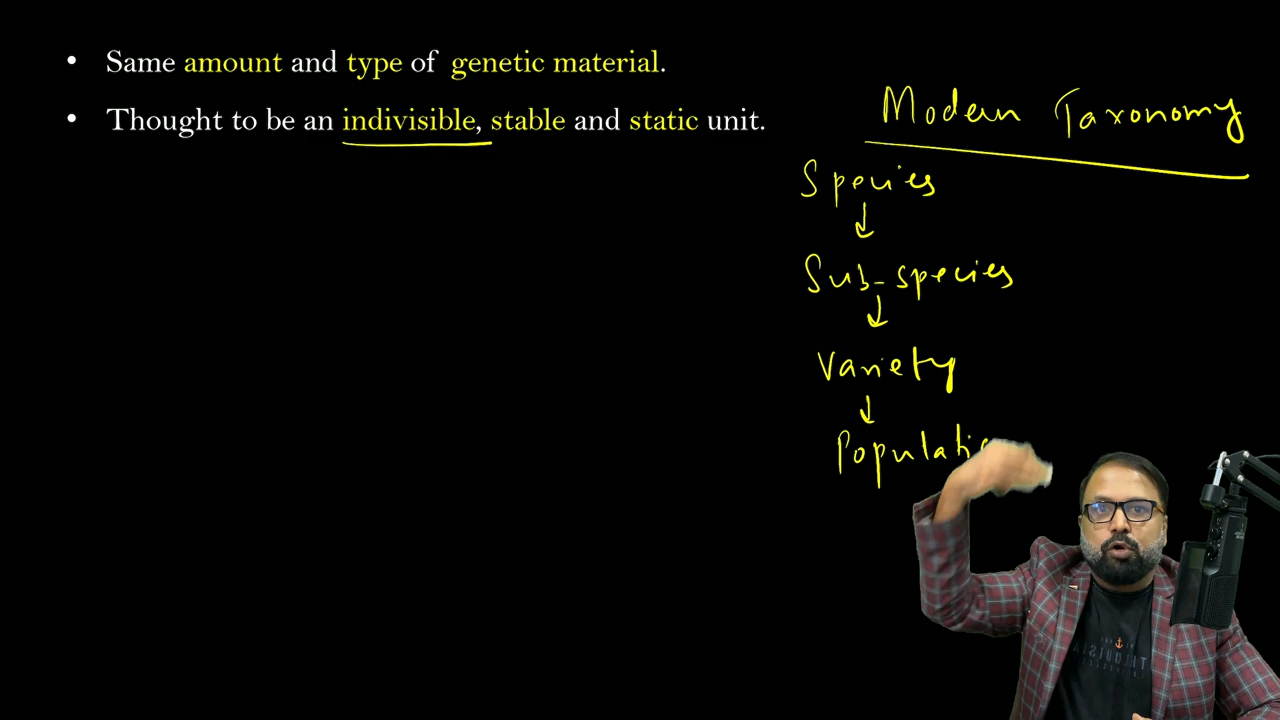 • Same amount and type of genetic material.
• Thought to be an indivisible, stable and static unit.
Modern Taxonomy
Species
↓
Sub-species
↓
Variety
↓